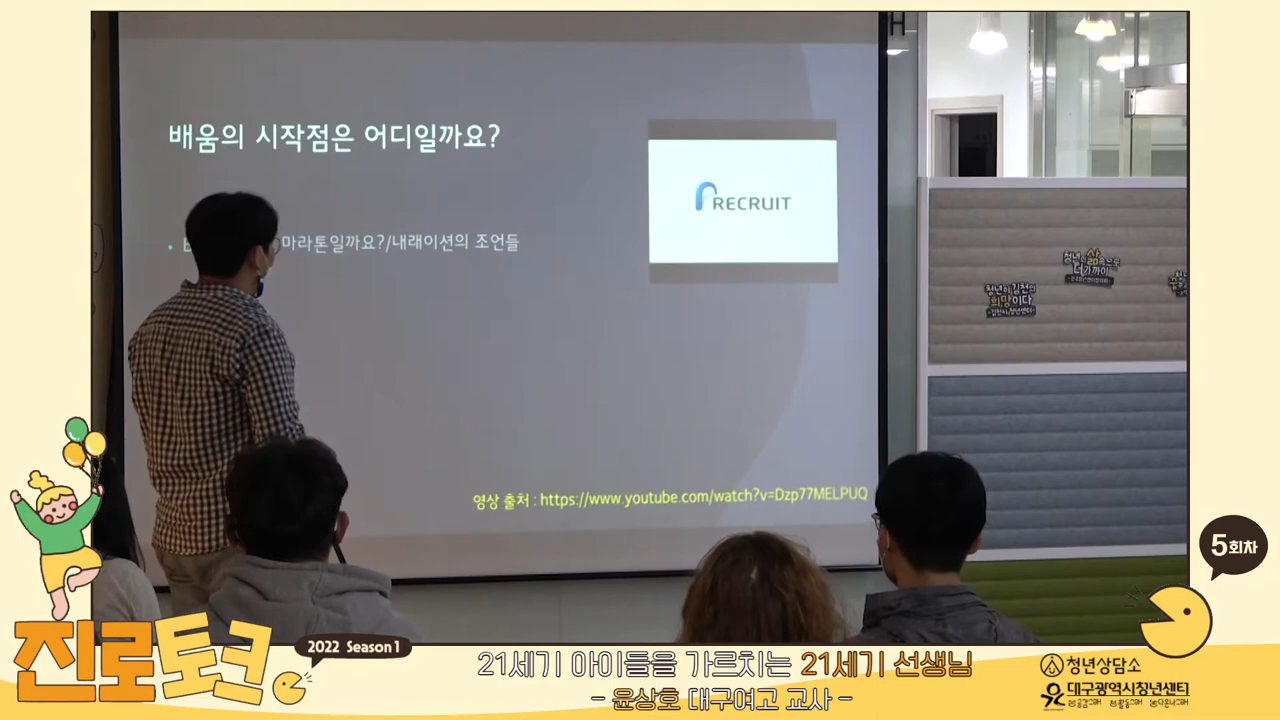 배움의 시작점은 어디일까요?
RECRUIT
마라톤일까요?/내래이션의 조언들
청년의 삶 속으로
더 가까이
청년이 김천의
희망이다
영상 출처 : https://www.youtube.com/watch?v=Dzp77MELPUQ
5회차
진로토크
2022 Season1
21세기 아이들을 가르치는 21세기 선생님
- 윤상호 대구여고 교사 -
청년상담소
대구광역시청년센터